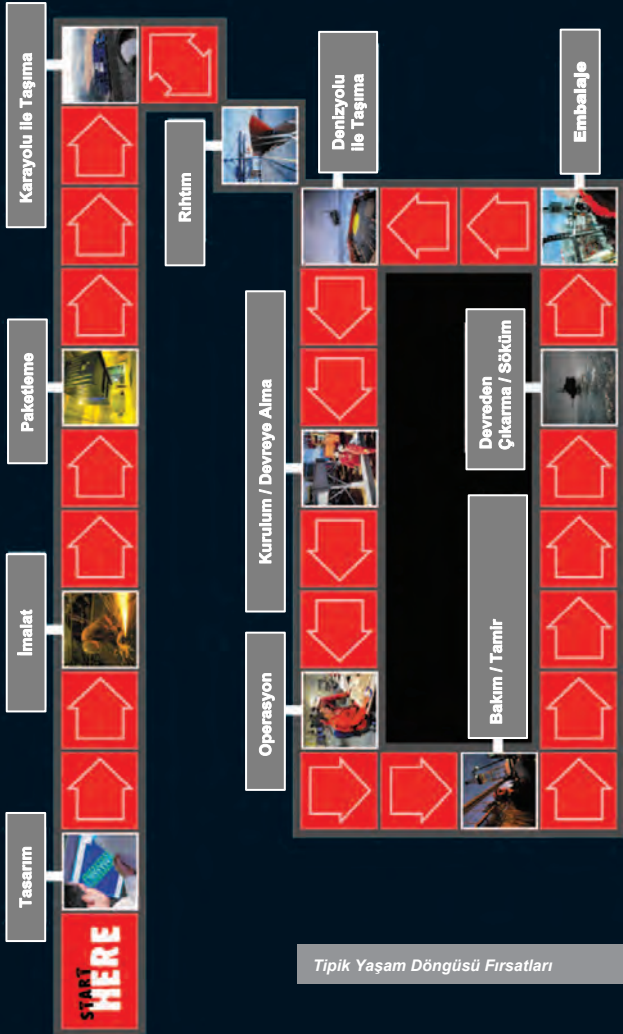 START
HERE
Tasarım
İmalat
Paketleme
Karayolu ile Taşıma
Rıhtım
Denizyolu
ile Taşıma
Kurulum / Devreye Alma
Operasyon
Bakım / Tamir
Devreden
Çıkarma / Söküm
Embalaje
Tipik Yaşam Döngüsü Fırsatları